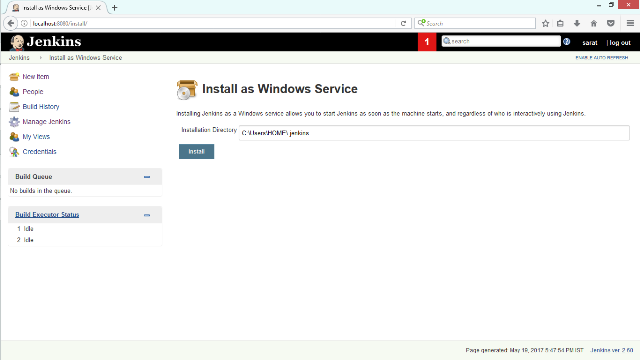 Install as Windows Service [...
localhost:8080/install/
Search
Jenkins
1
search
sarat
| log out
Jenkins
Install as Windows Service
ENABLE AUTO REFRESH
New Item
People
Build History
Manage Jenkins
My Views
Credentials
Build Queue
No builds in the queue.
Build Executor Status
1 Idle
2 Idle
Install as Windows Service
Installing Jenkins as a Windows service allows you to start Jenkins as soon as the machine starts, and regardless of who is interactively using Jenkins.
Installation Directory
C:\Users\HOME\.jenkins
Install
Page generated: May 19, 2017 5:47:54 PM IST
Jenkins ver. 2.60